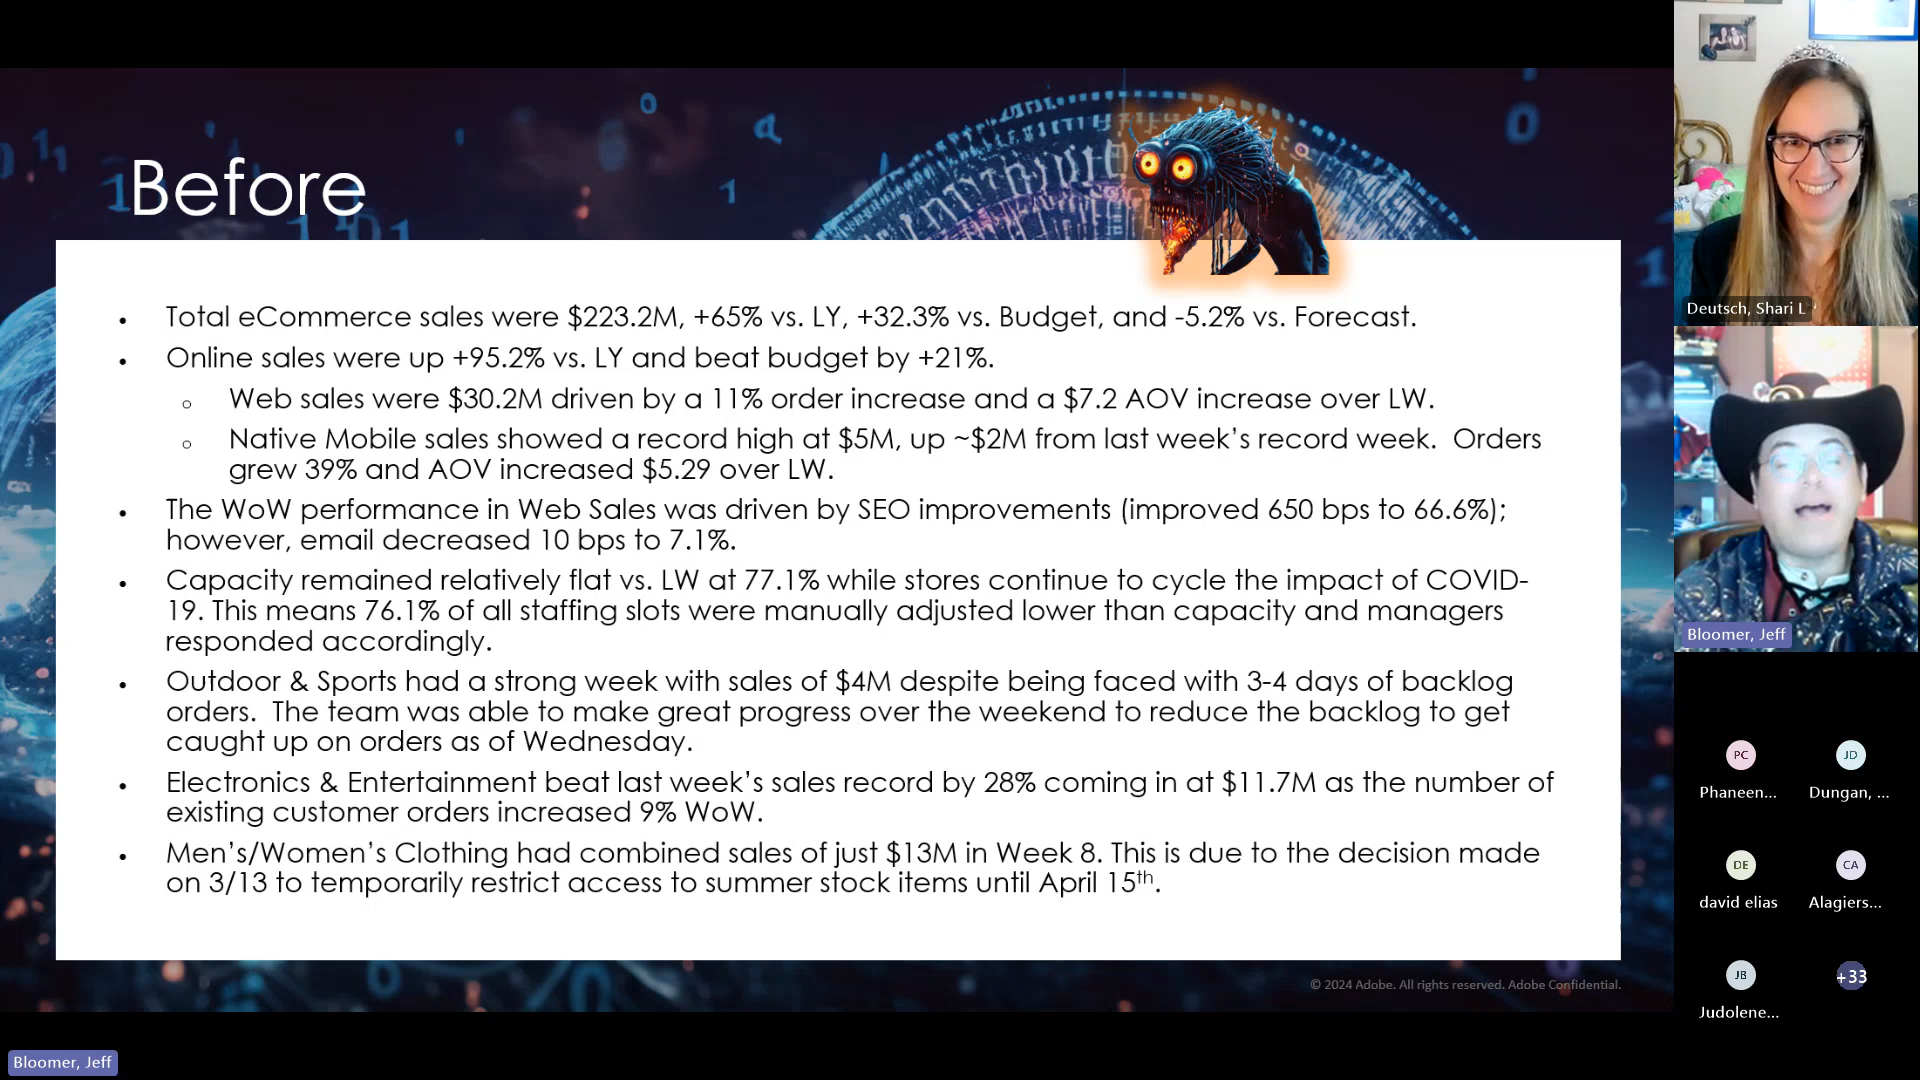 Before
• Total eCommerce sales were $223.2M, +65% vs. LY, +32.3% vs. Budget, and -5.2% vs. Forecast.
• Online sales were up +95.2% vs. LY and beat budget by +21%.
○ Web sales were $30.2M driven by a 11% order increase and a $7.2 AOV increase over LW.
○ Native Mobile sales showed a record high at $5M, up ~$2M from last week’s record week.  Orders
grew 39% and AOV increased $5.29 over LW.
• The WoW performance in Web Sales was driven by SEO improvements (improved 650 bps to 66.6%);
however, email decreased 10 bps to 7.1%.
• Capacity remained relatively flat vs. LW at 77.1% while stores continue to cycle the impact of COVID-
19. This means 76.1% of all staffing slots were manually adjusted lower than capacity and managers
responded accordingly.
• Outdoor & Sports had a strong week with sales of $4M despite being faced with 3-4 days of backlog
orders.  The team was able to make great progress over the weekend to reduce the backlog to get
caught up on orders as of Wednesday.
• Electronics & Entertainment beat last week’s sales record by 28% coming in at $11.7M as the number of
existing customer orders increased 9% WoW.
• Men’s/Women’s Clothing had combined sales of just $13M in Week 8. This is due to the decision made
on 3/13 to temporarily restrict access to summer stock items until April 15th.
© 2024 Adobe. All rights reserved. Adobe Confidential.
Bloomer, Jeff
Deutsch, Shari L
Bloomer, Jeff
PC
JD
Phaneen...
Dungan, ...
DE
CA
david elias
Alagiers...
JB
+33
Judolene...